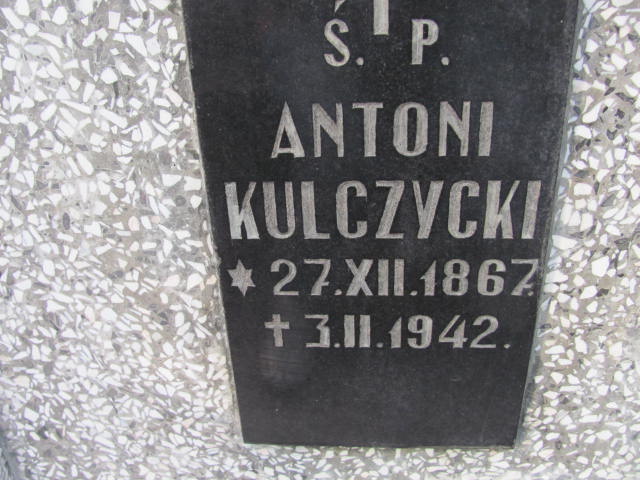 Ś. P.
ANTONI
KULCZYCKI
* 27.XII.1867.
† 3.II.1942.